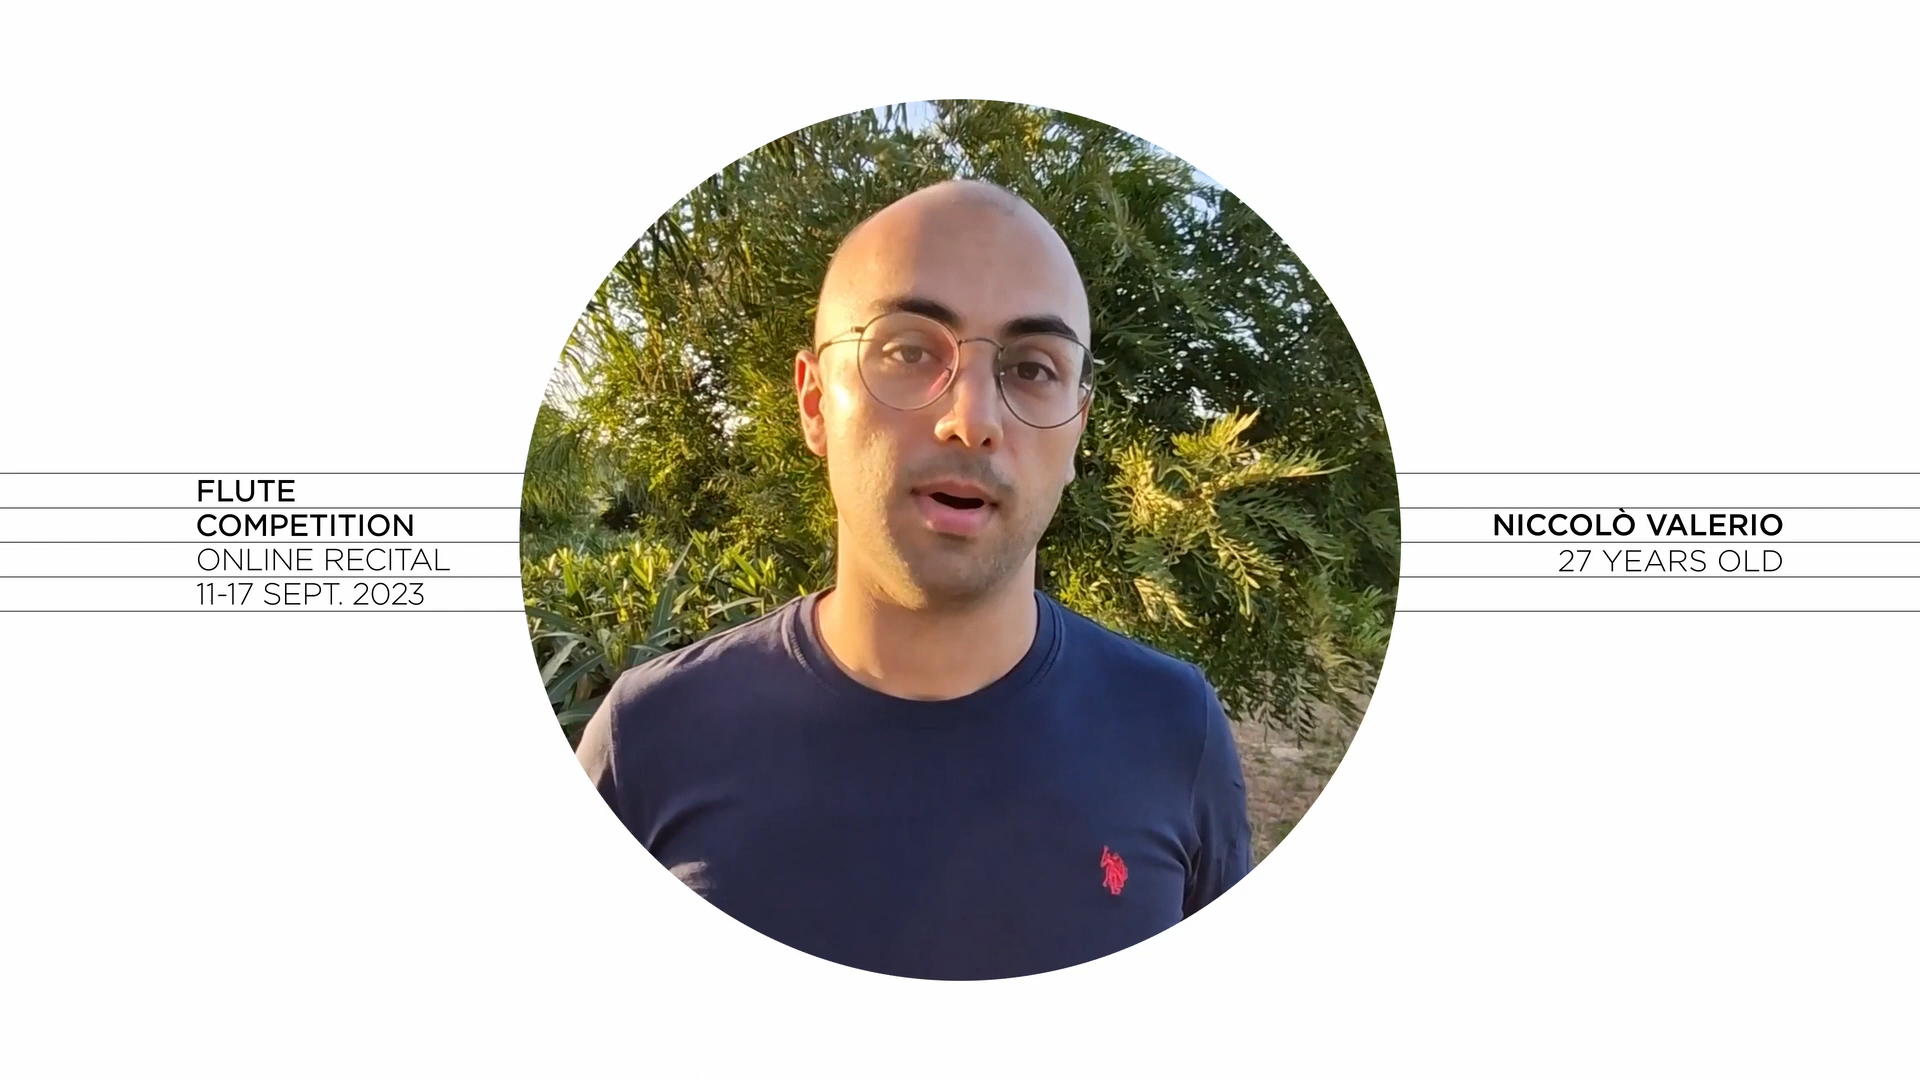 FLUTE
COMPETITION
ONLINE RECITAL
11-17 SEPT. 2023
NICCOLÒ VALERIO
27 YEARS OLD